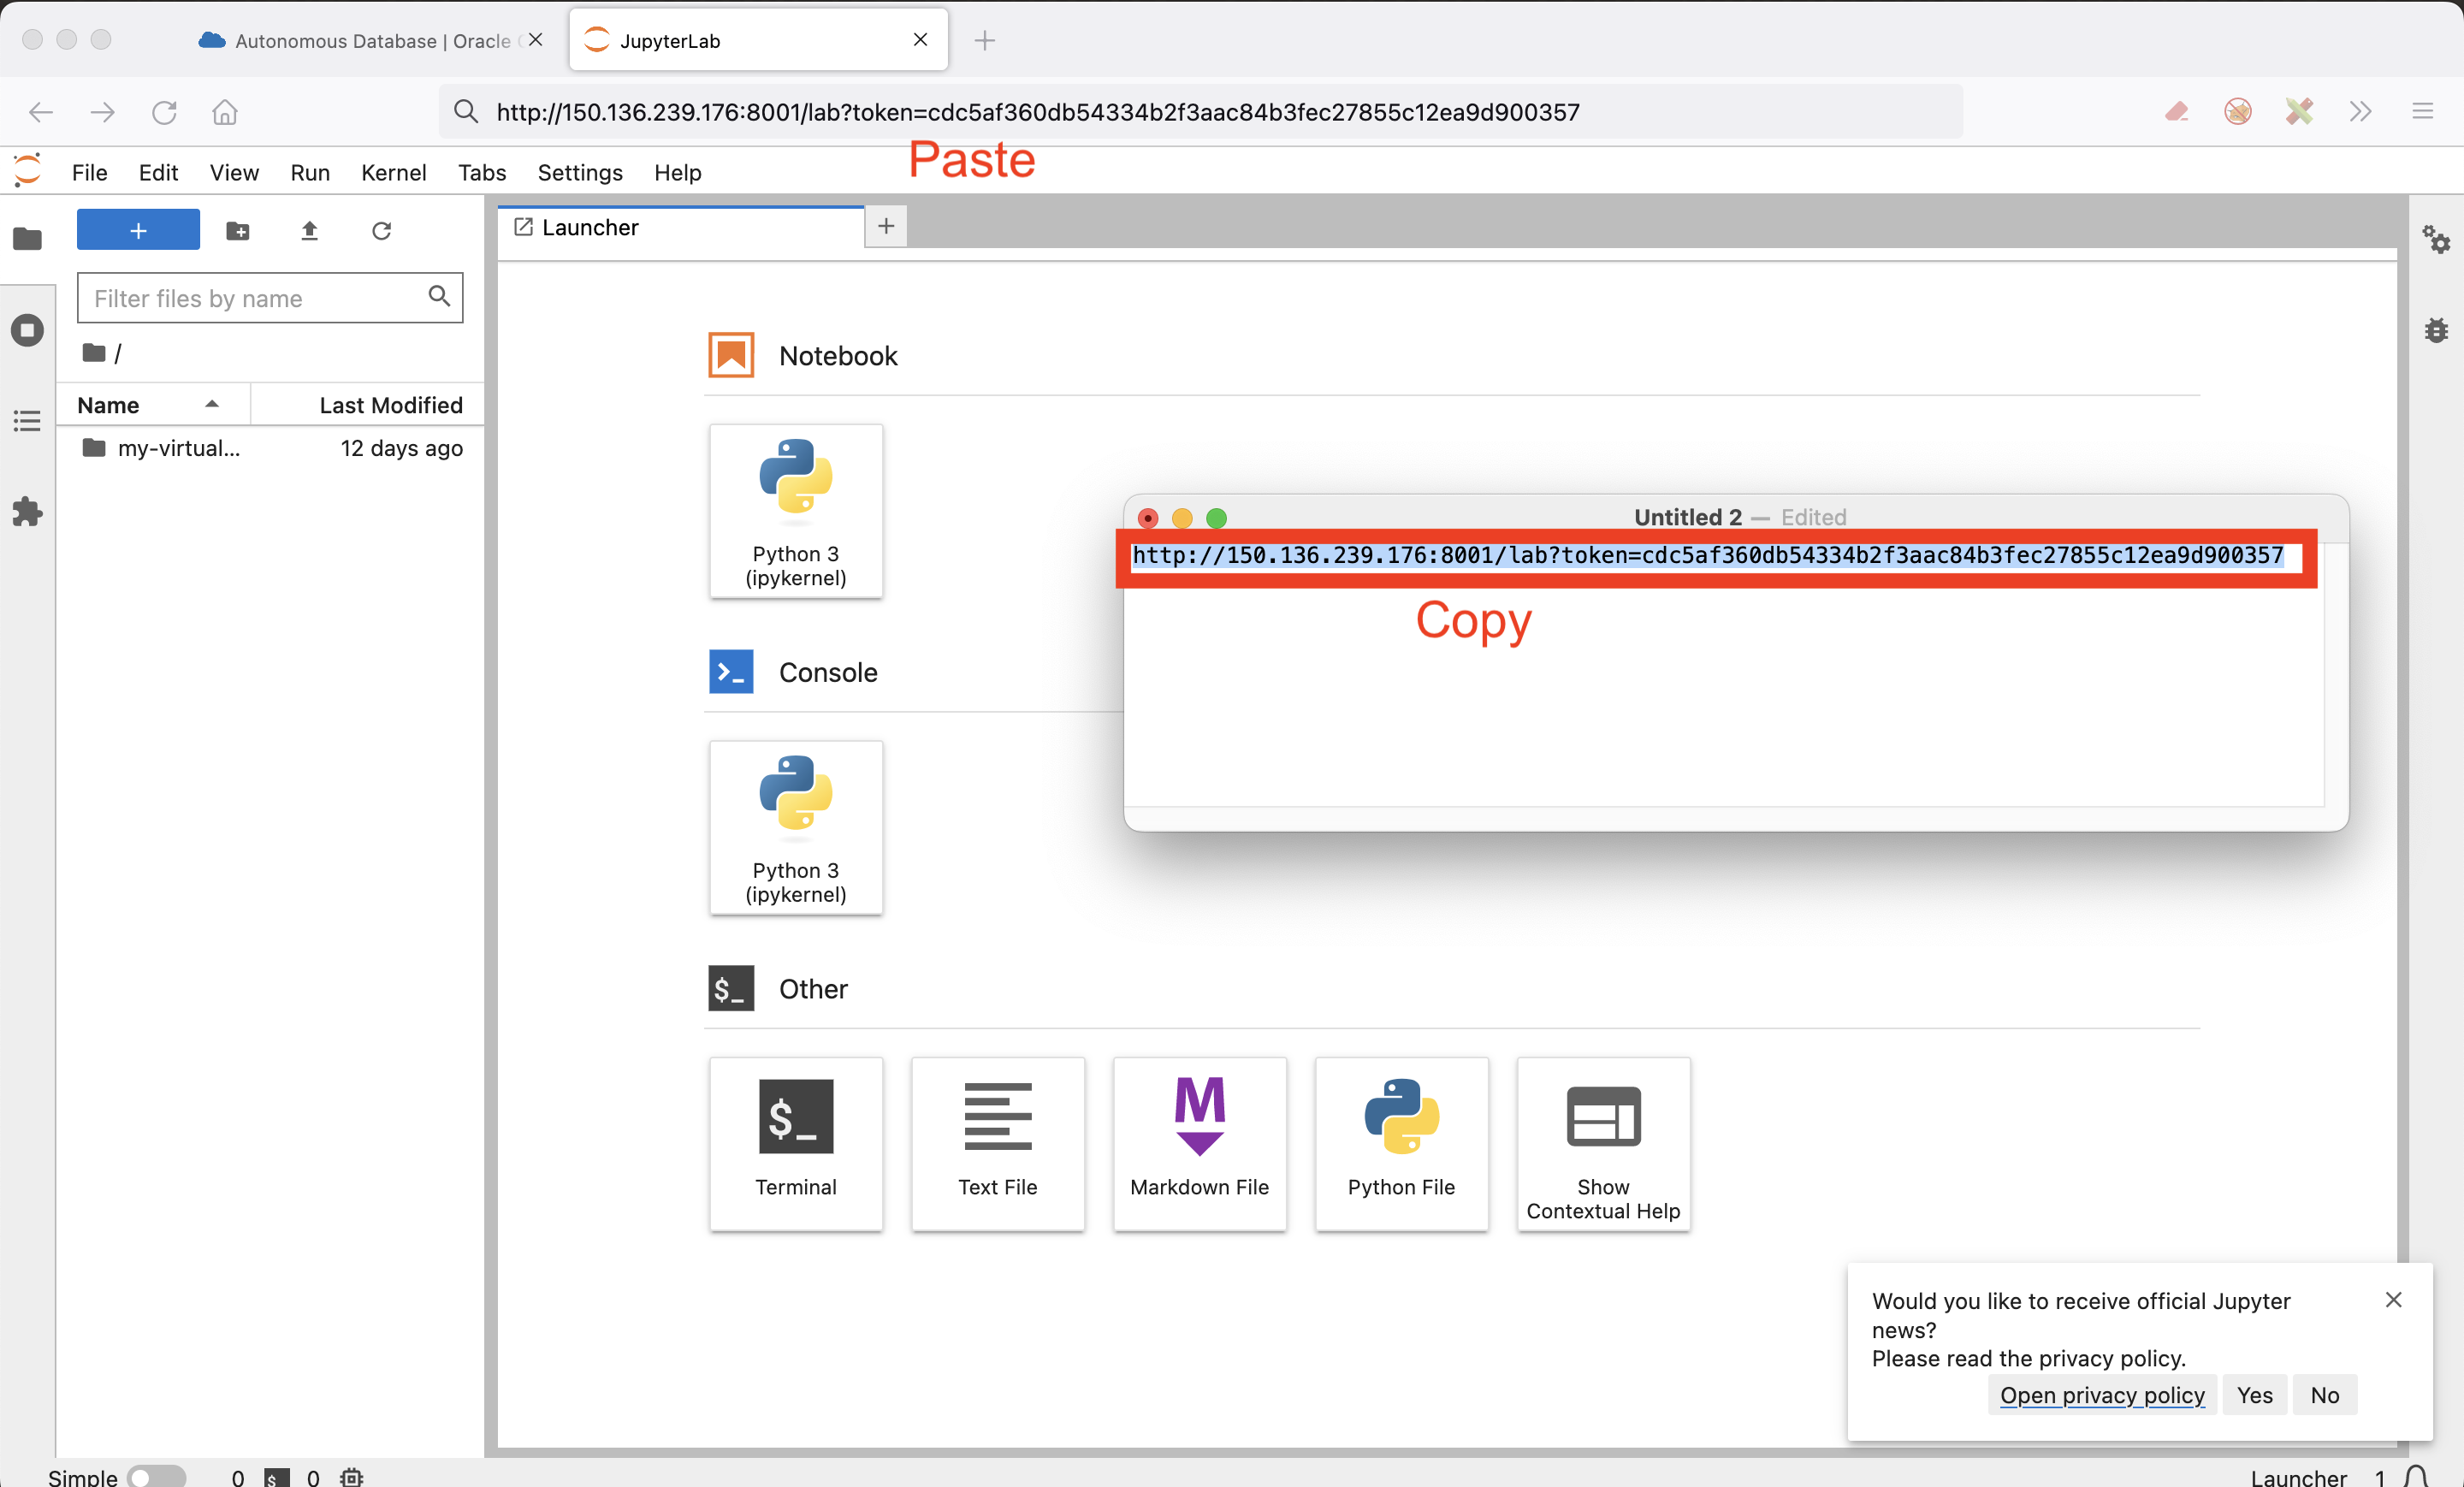 Autonomous Database | Oracle
JupyterLab
http://150.136.239.176:8001/lab?token=cdc5af360db54334b2f3aac84b3fec27855c12ea9d900357
Paste
File Edit View Run Kernel Tabs Settings Help
Launcher
Filter files by name
/
Name Last Modified
my-virtual... 12 days ago
Notebook
Python 3
(ipykernel)
Untitled 2 — Edited
http://150.136.239.176:8001/lab?token=cdc5af360db54334b2f3aac84b3fec27855c12ea9d900357
Copy
Console
Python 3
(ipykernel)
$_ Other
$_
M
Terminal
Text File
Markdown File
Python File
Show
Contextual Help
Would you like to receive official Jupyter
news?
Please read the privacy policy.
Open privacy policy Yes No
Simple 0 $ 0
Launcher 1